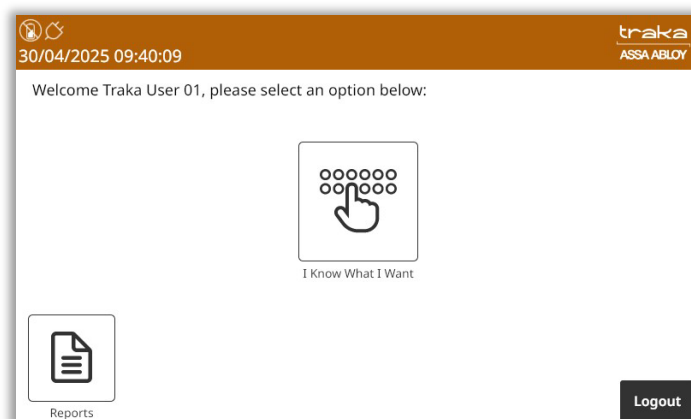 30/04/2025 09:40:09
traka
ASSA ABLOY
Welcome Traka User 01, please select an option below:
I Know What I Want
Reports
Logout